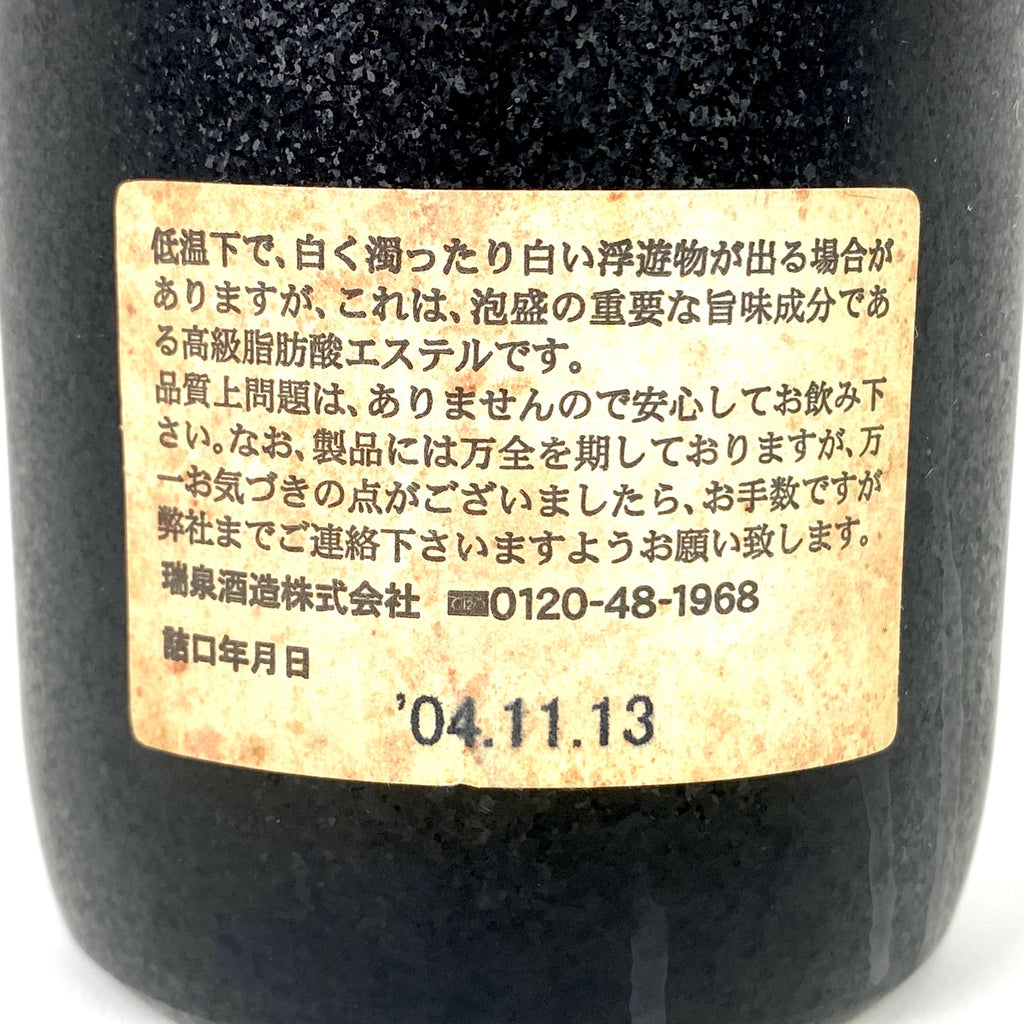 低温下で、白く濁ったり白い浮遊物が出る場合が
ありますが、これは、泡盛の重要な旨味成分であ
る高級脂肪酸エステルです。
品質上問題は、ありませんので安心してお飲み下
さい。なお、製品には万全を期しておりますが、万
一お気づきの点がございましたら、お手数ですが
弊社までご連絡下さいますようお願い致します。
瑞泉酒造株式会社 0120-48-1968
詰口年月日
'04.11.13